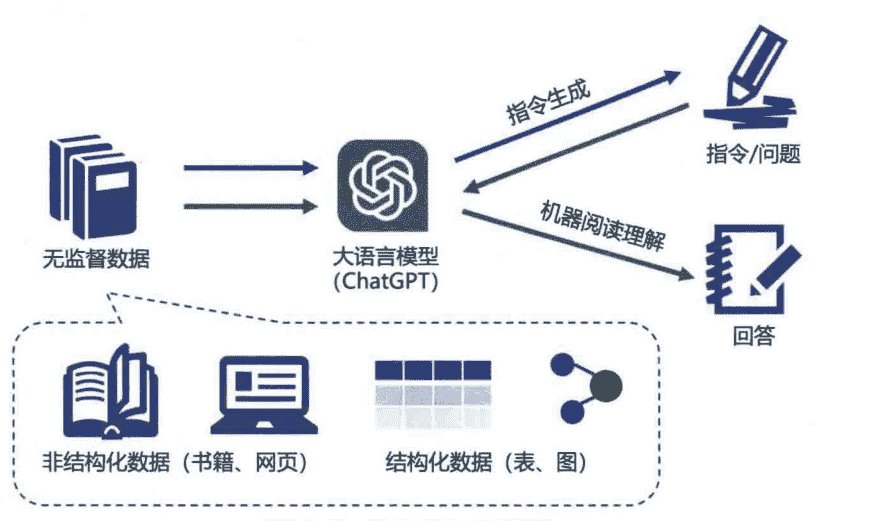 指令生成
指令/问题
无监督数据
大语言模型
(ChatGPT)
机器阅读理解
回答
非结构化数据（书籍、网页）
结构化数据（表、图）